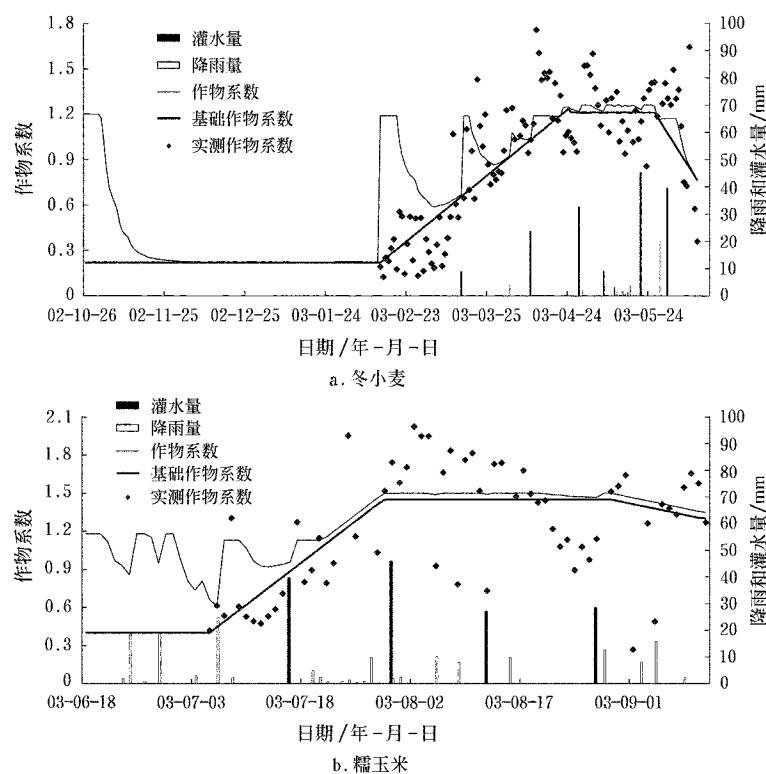 1.8
1.5
1.2
0.9
0.6
0.3
0
作物系数
灌水量
降雨量
作物系数
基础作物系数
实测作物系数
100
90
80
70
60
50
40
30
20
10
0
降雨和灌水量/mm
02-10-26 02-11-25 02-12-25 03-01-24 03-02-23 03-03-25 03-04-24 03-05-24
日期/年-月-日
a.冬小麦
2.1
1.8
1.5
1.2
0.9
0.6
0.3
0
作物系数
灌水量
降雨量
作物系数
基础作物系数
实测作物系数
100
90
80
70
60
50
40
30
20
10
0
降雨和灌水量/mm
03-06-18 03-07-03 03-07-18 03-08-02 03-08-17 03-09-01
日期/年-月-日
b.糯玉米